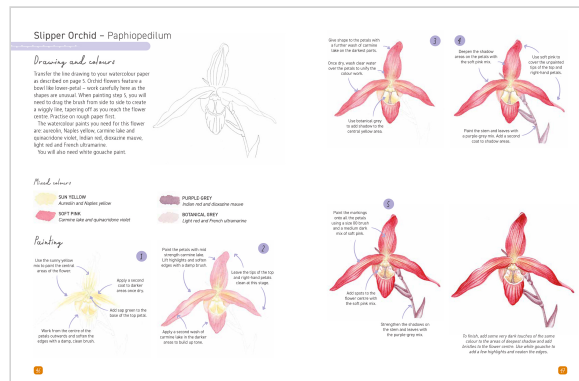 Slipper Orchid – Paphiopedilum
Drawing and colours
Transfer the line drawing to your watercolour paper
as described on page 5. Orchid flowers feature a
bowl like lower-petal – work carefully here as the
shapes are unusual. When painting step 5, you will
need to drag the brush from side to side to create
a wiggly line, tapering off as you reach the flower
centre. Practise on rough paper first.
The watercolour paints you need for this flower
are: aureolin, Naples yellow, carmine lake and
quinacridone violet, Indian red, dioxazine mauve,
light red and French ultramarine.
You will also need white gouache paint.
Mixed colours
SUN YELLOW
Aureolin and Naples yellow
SOFT PINK
Carmine lake and quinacridone violet
PURPLE-GREY
Indian red and dioxazine mauve
BOTANICAL GREY
Light red and French ultramarine
Painting
1
Use the sunny yellow
mix to paint the central
areas of the flower.
Apply a second
coat to darker
areas once dry.
Add sap green to the
base of the top petal.
Work from the centre of the
petals outwards and soften the
edges with a damp, clean brush.
2
Paint the petals with mid
strength carmine lake.
Lift highlights and soften
edges with a damp brush.
Leave the tips of the top
and right-hand petals
clean at this stage.
Apply a second wash of
carmine lake in the darker
areas to build up tone.
3
Give shape to the petals with
a further wash of carmine
lake on the darkest parts.
Once dry, wash clean water
over the petals to unify the
colour work.
Use botanical grey
to add shadow to the
central yellow area.
4
Deepen the shadow
areas on the petals with
the soft pink mix.
Use soft pink to
cover the unpainted
tips of the top and
right-hand petals.
Paint the stem and leaves with
a purple-grey mix. Add a second
coat to shadow areas.
5
Paint the markings
onto all the petals
using a size 00 brush
and a medium dark
mix of soft pink.
Add spots to the
flower centre with
the soft pink mix.
Strengthen the shadows on
the stem and leaves with
the purple-grey mix.
To finish, add some very dark touches of the same
colour to the areas of deepest shadow and add
bristles to the flower centre. Use white gouache to
add a few highlights and neaten the edges.